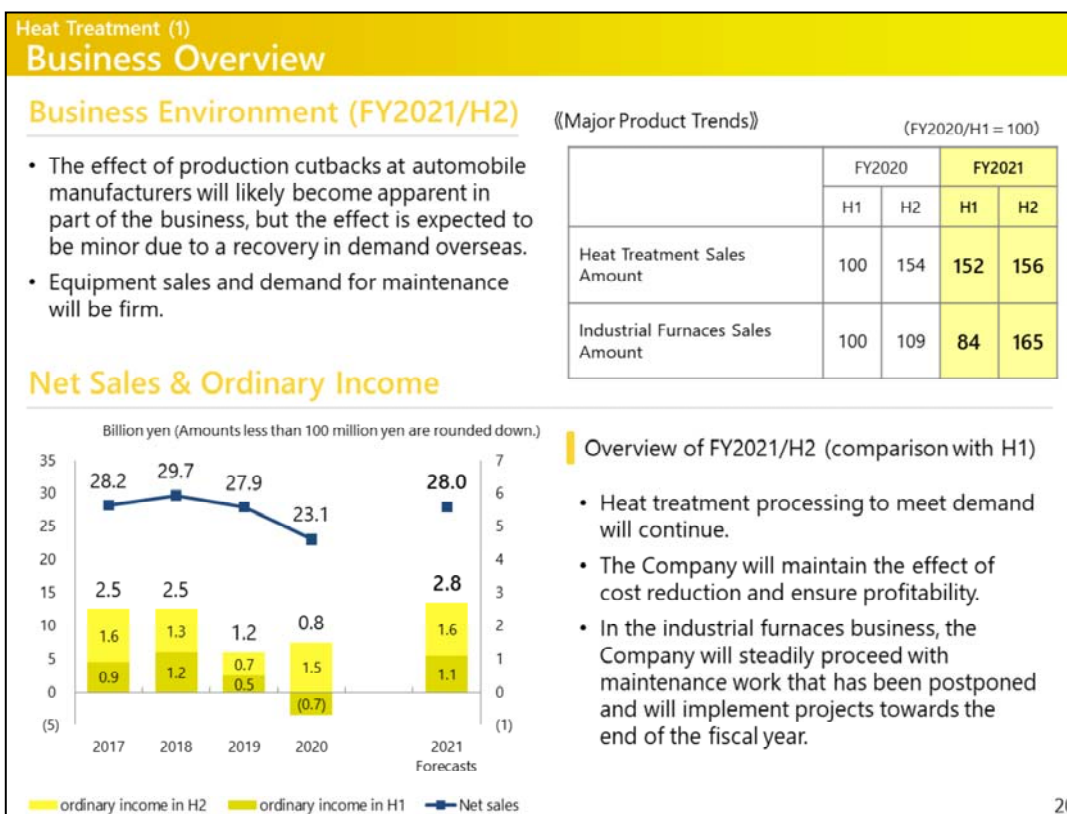 Heat Treatment (1)
Business Overview
Business Environment (FY2021/H2)
• The effect of production cutbacks at automobile
manufacturers will likely become apparent in
part of the business, but the effect is expected to
be minor due to a recovery in demand overseas.
• Equipment sales and demand for maintenance
will be firm.
《Major Product Trends》
(FY2020/H1 = 100)
FY2020 FY2021
H1 H2 H1 H2
Heat Treatment Sales
Amount
100 154 152 156
Industrial Furnaces Sales
Amount
100 109 84 165
Net Sales & Ordinary Income
Billion yen (Amounts less than 100 million yen are rounded down.)
35 7
30 6
25 5
20 4
15 3
10 2
5 1
0 0
(5) (1)
28.2 29.7 27.9 23.1 28.0
2.5 2.5 1.2 0.8 2.8
1.6 1.3 0.7 1.5 1.6
0.9 1.2 0.5 (0.7) 1.1
2017 2018 2019 2020 2021
Forecasts
ordinary income in H2 ordinary income in H1 Net sales
Overview of FY2021/H2 (comparison with H1)
• Heat treatment processing to meet demand
will continue.
• The Company will maintain the effect of
cost reduction and ensure profitability.
• In the industrial furnaces business, the
Company will steadily proceed with
maintenance work that has been postponed
and will implement projects towards the
end of the fiscal year.